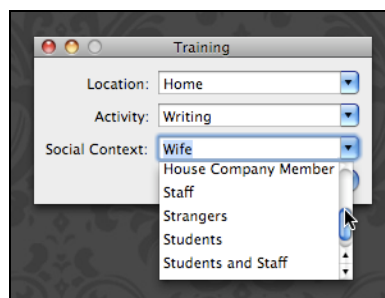 Training
Location: Home
Activity: Writing
Social Context: Wife
House Company Member
Staff
Strangers
Students
Students and Staff